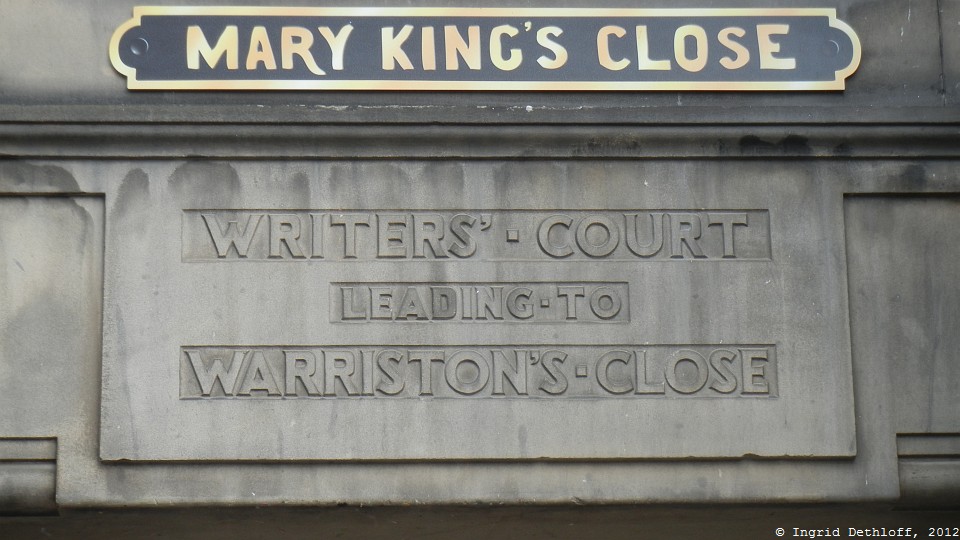 MARY KING'S CLOSE
WRITERS' · COURT
LEADING · TO
WARRISTON'S · CLOSE
© Ingrid Dethloff, 2012